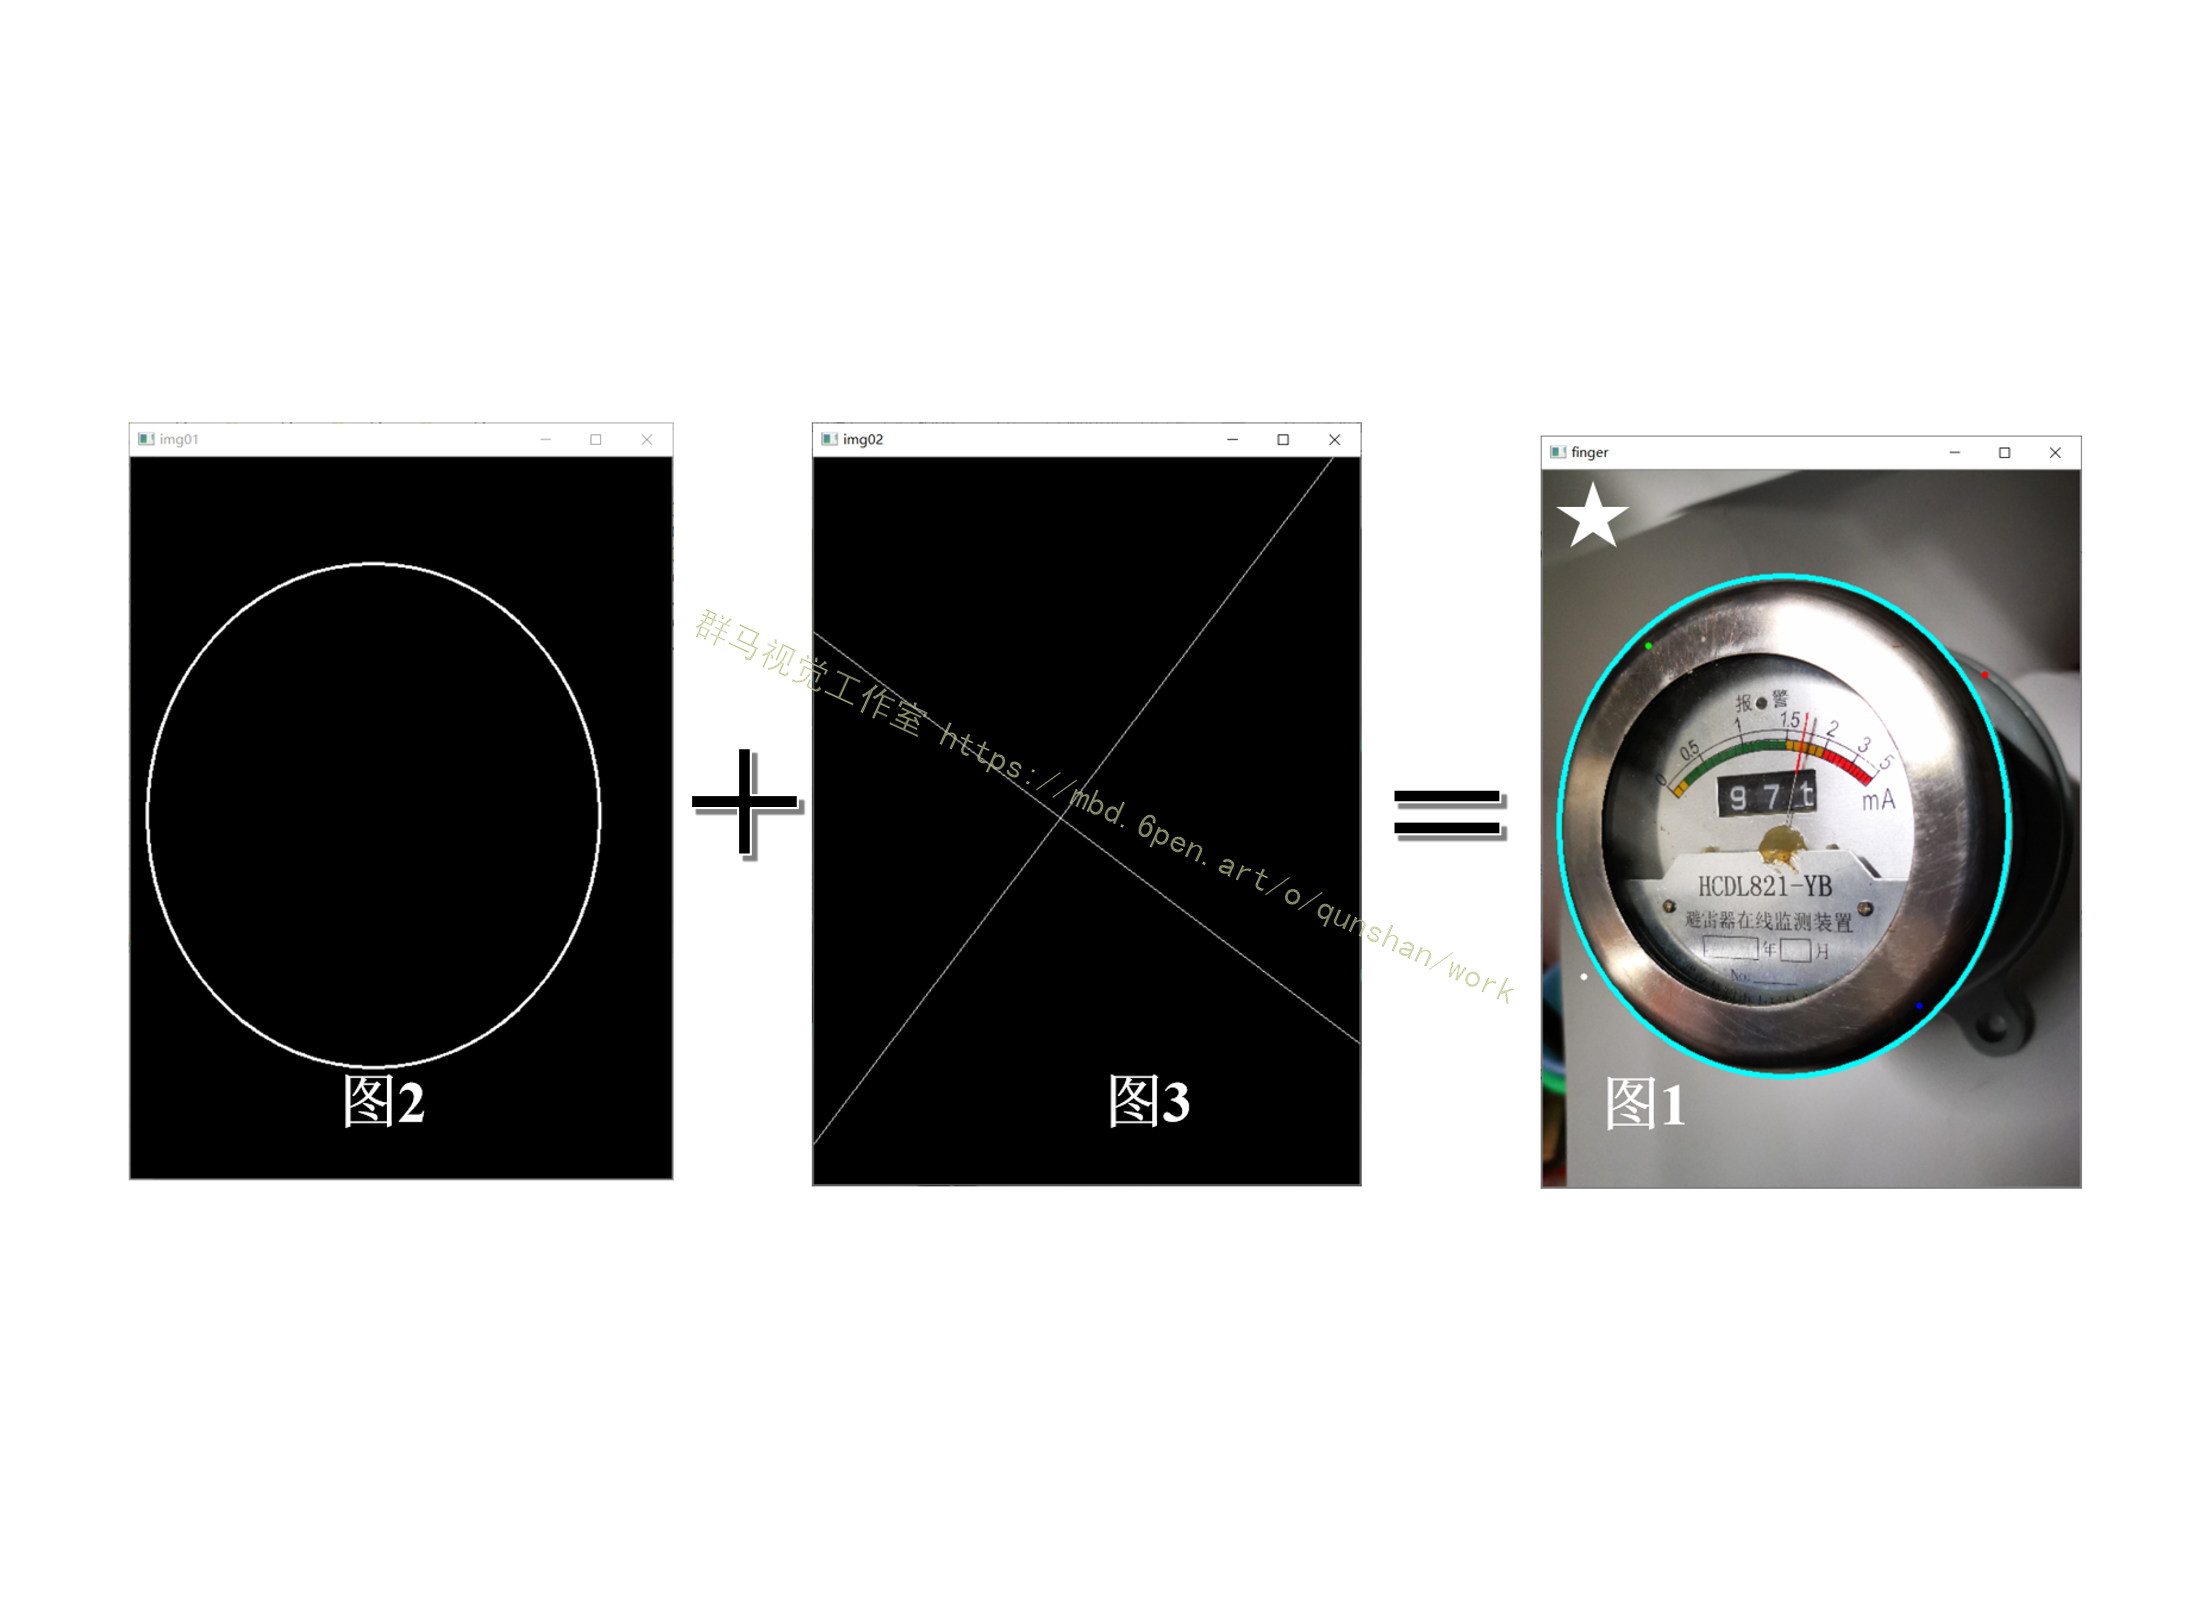 img01
图2
img02
图3
群马视觉工作室 https://mbd.6pen.art/o/qunshan/work
finger
报 警
0 0.5 1 1.5 2 3 5
mA
9 7
HCDL821-YB
避雷器在线监测装置
年 月
No.
图1